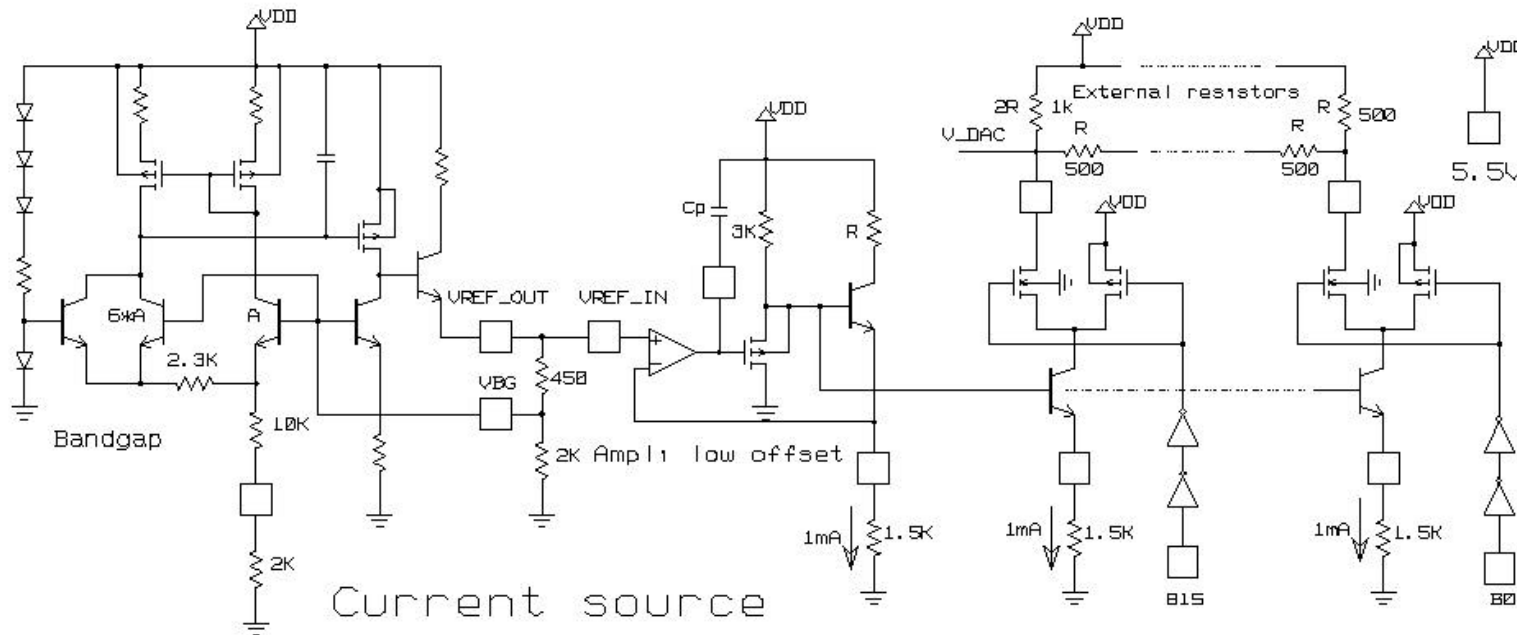 VDD
VDD
VDD
External resistors
2R
1k
R
500
VDD
V_DAC
R
R
500
500
5.5V
Cp
3K
R
VDD
VDD
6*A
A
VREF_OUT
VREF_IN
+
-
2.3K
450
VBG
Bandgap
10K
2K
Ampli low offset
2K
1mA
1.5K
1mA
1.5K
1mA
1.5K
Current source
B15
B0